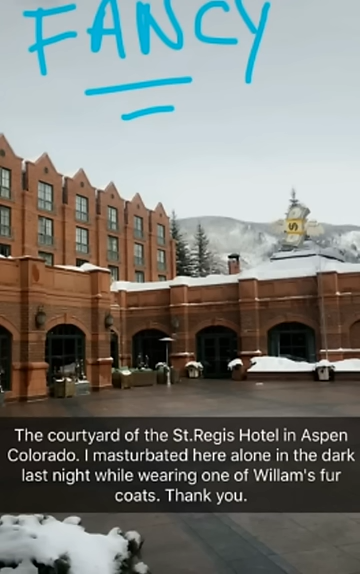 FANCY
The courtyard of the St.Regis Hotel in Aspen
Colorado. I masturbated here alone in the dark
last night while wearing one of Willam's fur
coats. Thank you.